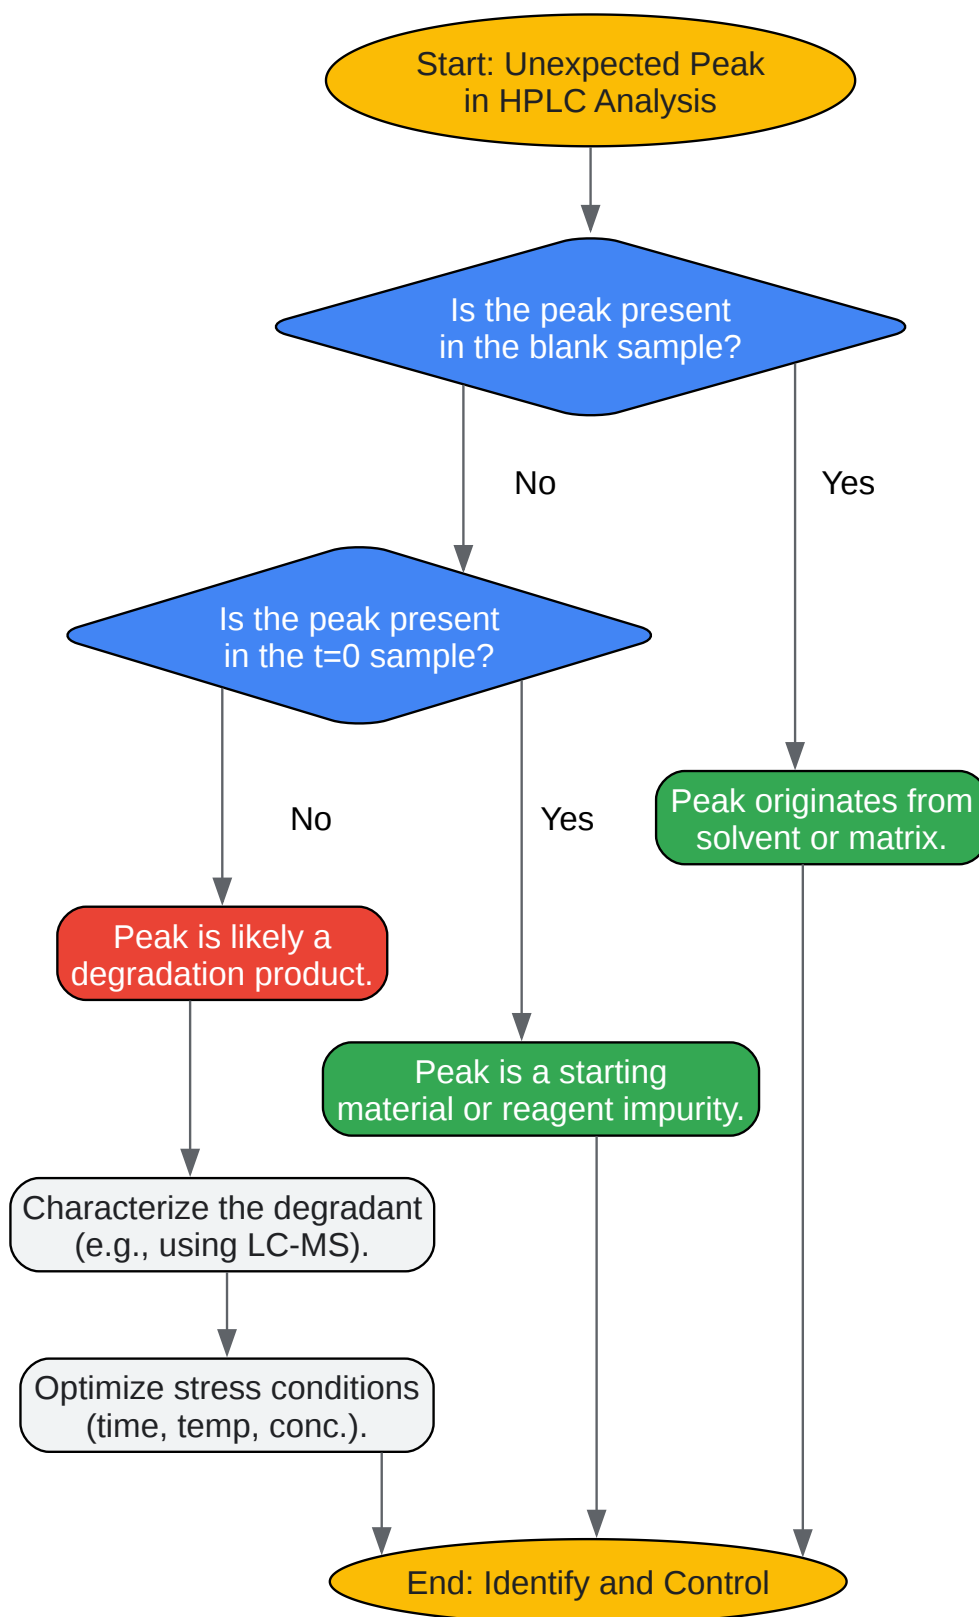 Start: Unexpected Peak
in HPLC Analysis
Is the peak present
in the blank sample?
No
Yes
Is the peak present
in the t=0 sample?
No
Yes
Peak originates from
solvent or matrix.
Peak is likely a
degradation product.
Peak is a starting
material or reagent impurity.
Characterize the degradant
(e.g., using LC-MS).
Optimize stress conditions
(time, temp, conc.).
End: Identify and Control